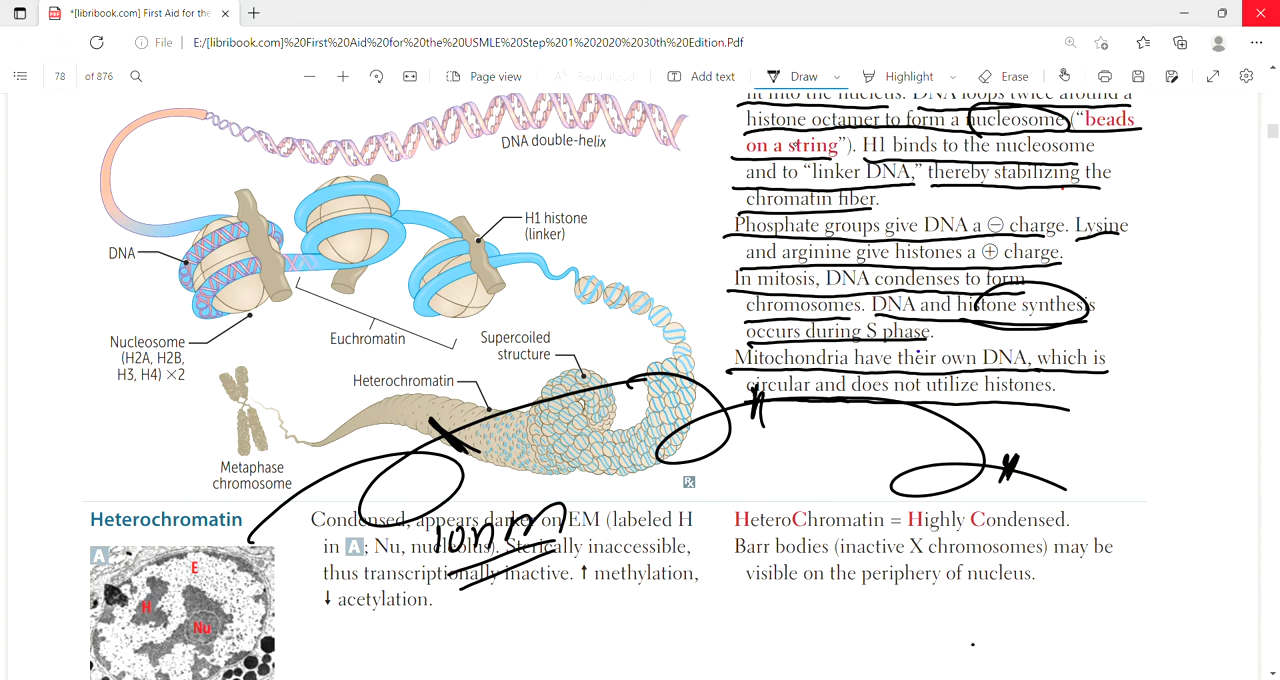 *[libribook.com] First Aid for the
File
E:/[libribook.com]%20First%20Aid%20for%20the%20USMLE%20Step%201%202020%2030th%20Edition.Pdf
78 of 876
Page view
Read aloud
Add text
Draw
Highlight
Erase
fit into the nucleus. DNA loops twice around a
histone octamer to form a nucleosome ("beads
on a string"). H1 binds to the nucleosome
and to "linker DNA," thereby stabilizing the
chromatin fiber.
Phosphate groups give DNA a ⊖ charge. Lysine
and arginine give histones a ⊕ charge.
In mitosis, DNA condenses to form
chromosomes. DNA and histone synthesis
occurs during S phase.
Mitochondria have their own DNA, which is
circular and does not utilize histones.
DNA double-helix
H1 histone
(linker)
DNA
Euchromatin
Nucleosome
(H2A, H2B,
H3, H4) ×2
Supercoiled
structure
Heterochromatin
Metaphase
chromosome
Rx
10nm
Heterochromatin
Condensed, appears darker on EM (labeled H
in A; Nu, nucleolus). Sterically inaccessible,
thus transcriptionally inactive. ↑ methylation,
↓ acetylation.
HeteroChromatin = Highly Condensed.
Barr bodies (inactive X chromosomes) may be
visible on the periphery of nucleus.
A
E
H
Nu